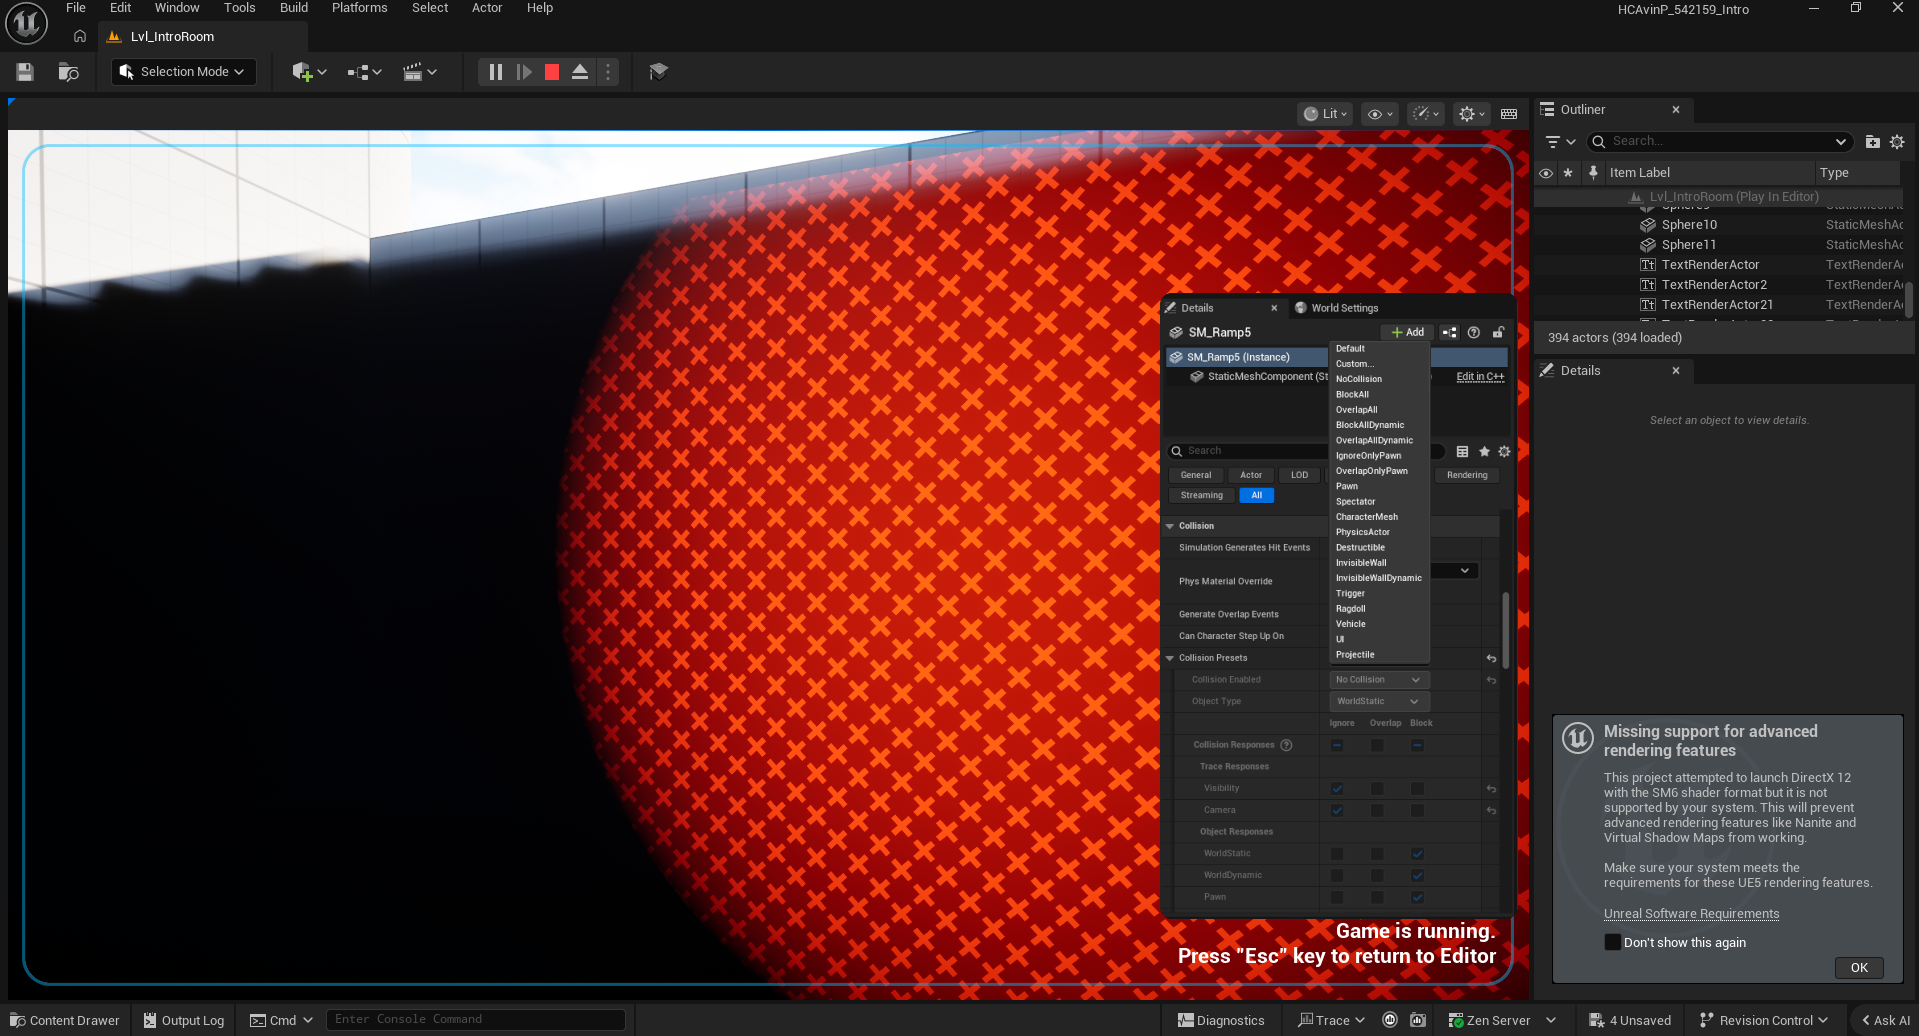 File Edit Window Tools Build Platforms Select Actor Help
HCAvinP_542159_Intro
Lvl_IntroRoom
Selection Mode
Lit
Outliner
Search...
Item Label Type
Lvl_IntroRoom (Play In Editor)
Sphere10 StaticMeshAc
Sphere11 StaticMeshAc
TextRenderActor TextRenderAc
TextRenderActor2 TextRenderAc
TextRenderActor21 TextRenderAc
394 actors (394 loaded)
Details
Select an object to view details.
Details World Settings
SM_Ramp5 Add
SM_Ramp5 (Instance)
StaticMeshComponent (St Edit in C++
Default
Custom...
NoCollision
BlockAll
OverlapAll
BlockAllDynamic
OverlapAllDynamic
IgnoreOnlyPawn
OverlapOnlyPawn
Pawn
Spectator
CharacterMesh
PhysicsActor
Destructible
InvisibleWall
InvisibleWallDynamic
Trigger
Ragdoll
Vehicle
UI
Projectile
Search
General Actor LOD Rendering
Streaming All
Collision
Simulation Generates Hit Events
Phys Material Override
Generate Overlap Events
Can Character Step Up On
Collision Presets
Collision Enabled No Collision
Object Type WorldStatic
Ignore Overlap Block
Collision Responses ?
Trace Responses
Visibility
Camera
Object Responses
WorldStatic
WorldDynamic
Pawn
Game is running.
Press "Esc" key to return to Editor
Missing support for advanced
rendering features
This project attempted to launch DirectX 12
with the SM6 shader format but it is not
supported by your system. This will prevent
advanced rendering features like Nanite and
Virtual Shadow Maps from working.
Make sure your system meets the
requirements for these UE5 rendering features.
Unreal Software Requirements
Don't show this again
OK
Content Drawer Output Log Cmd Enter Console Command Diagnostics Trace Zen Server 4 Unsaved Revision Control Ask AI